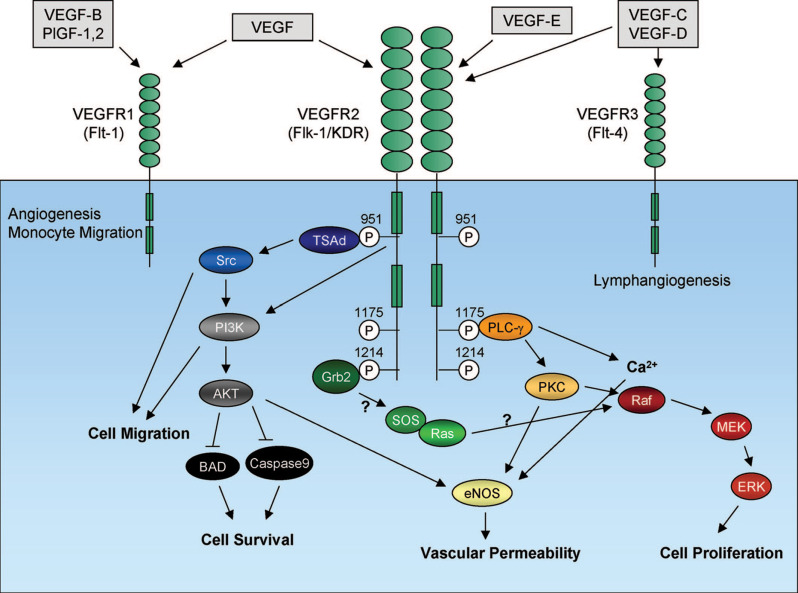 VEGF-B
PlGF-1,2
VEGF
VEGF-E
VEGF-C
VEGF-D
VEGFR1
(Flt-1)
VEGFR2
(Flk-1/KDR)
VEGFR3
(Flt-4)
Angiogenesis
Monocyte Migration
951
951
TSAd
P
P
Src
Lymphangiogenesis
1175
1175
PI3K
P
P
PLC-γ
1214
1214
Grb2
P
P
Ca²⁺
PKC
AKT
Raf
?
SOS
?
Ras
MEK
Cell Migration
BAD
Caspase9
eNOS
ERK
Cell Survival
Vascular Permeability
Cell Proliferation